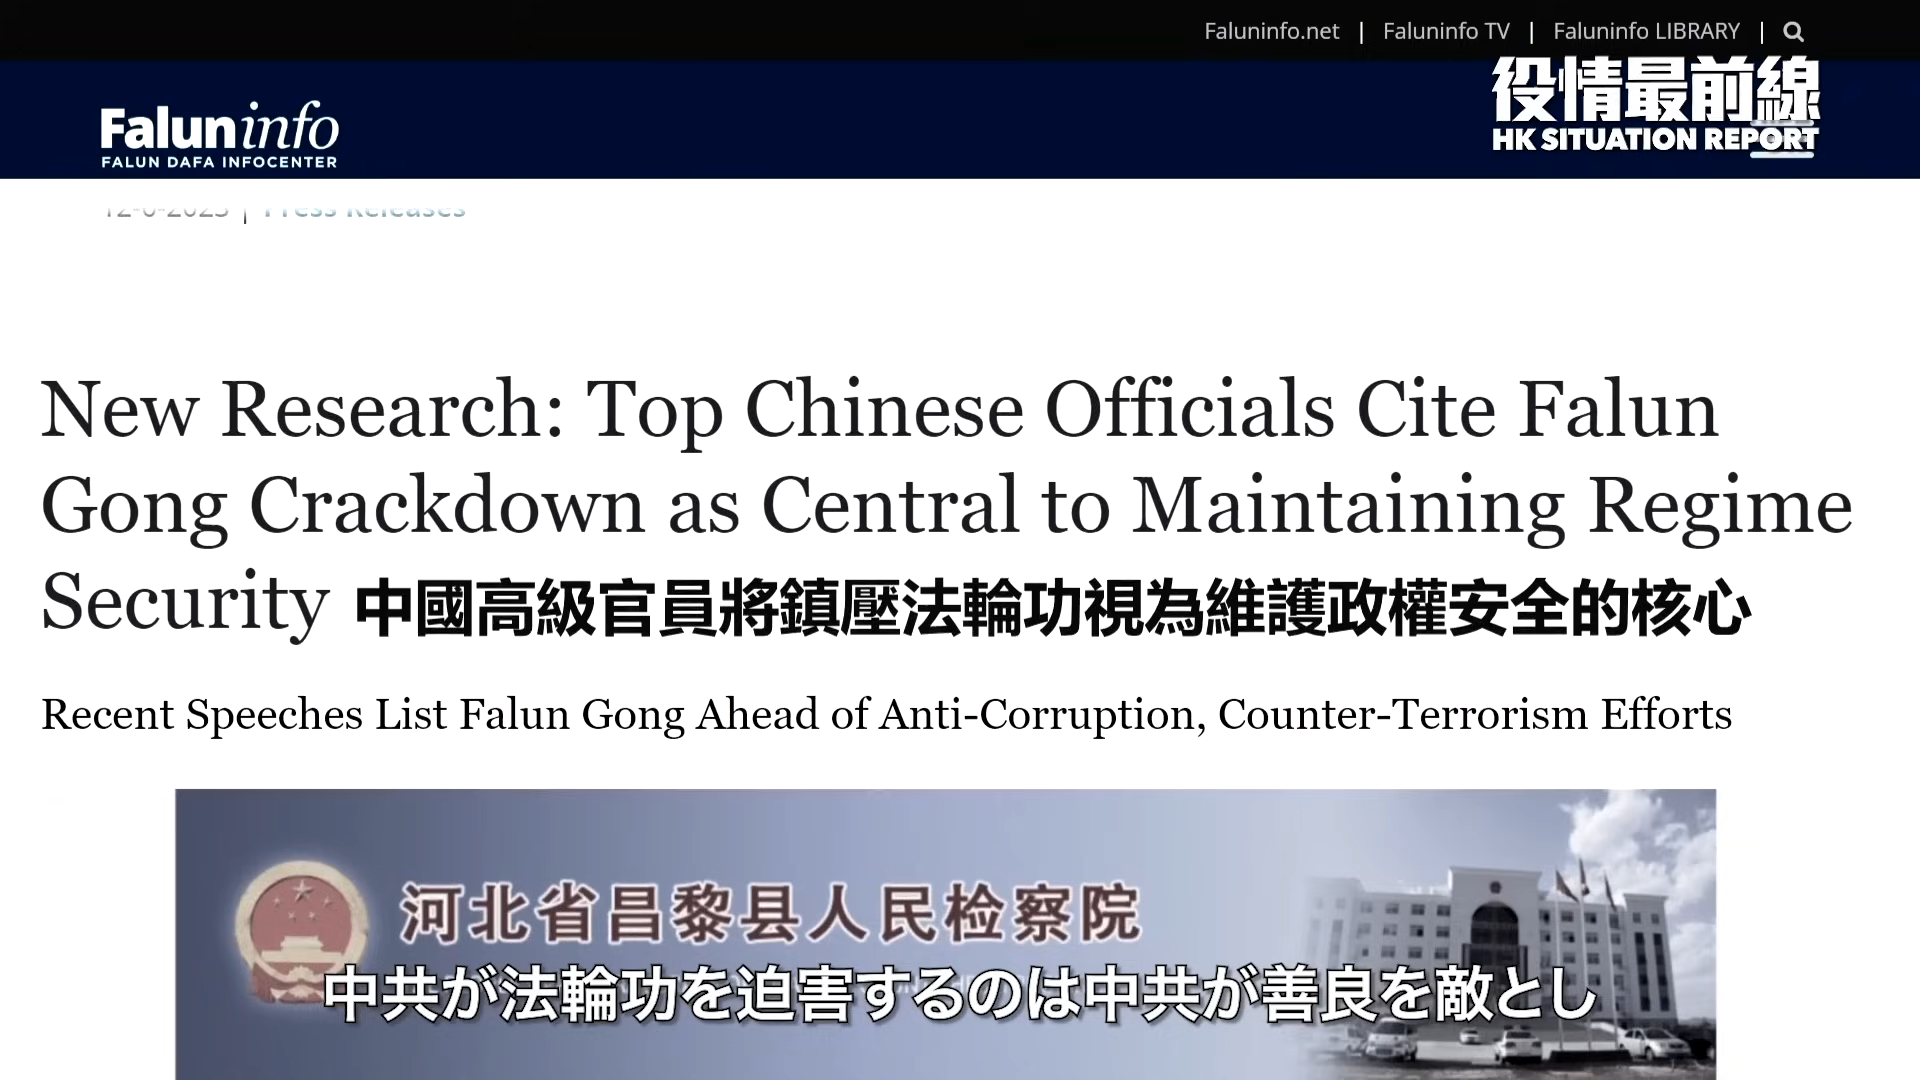 Faluninfo.net | Faluninfo TV | Faluninfo LIBRARY |
役情最前線
HK SITUATION REPORT
Faluninfo
FALUN DAFA INFOCENTER
12-6-2023 | Press Releases
New Research: Top Chinese Officials Cite Falun
Gong Crackdown as Central to Maintaining Regime
Security 中國高級官員將鎮壓法輪功視為維護政權安全的核心
Recent Speeches List Falun Gong Ahead of Anti-Corruption, Counter-Terrorism Efforts
河北省昌黎县人民检察院
中共が法輪功を迫害するのは中共が善良を敵とし